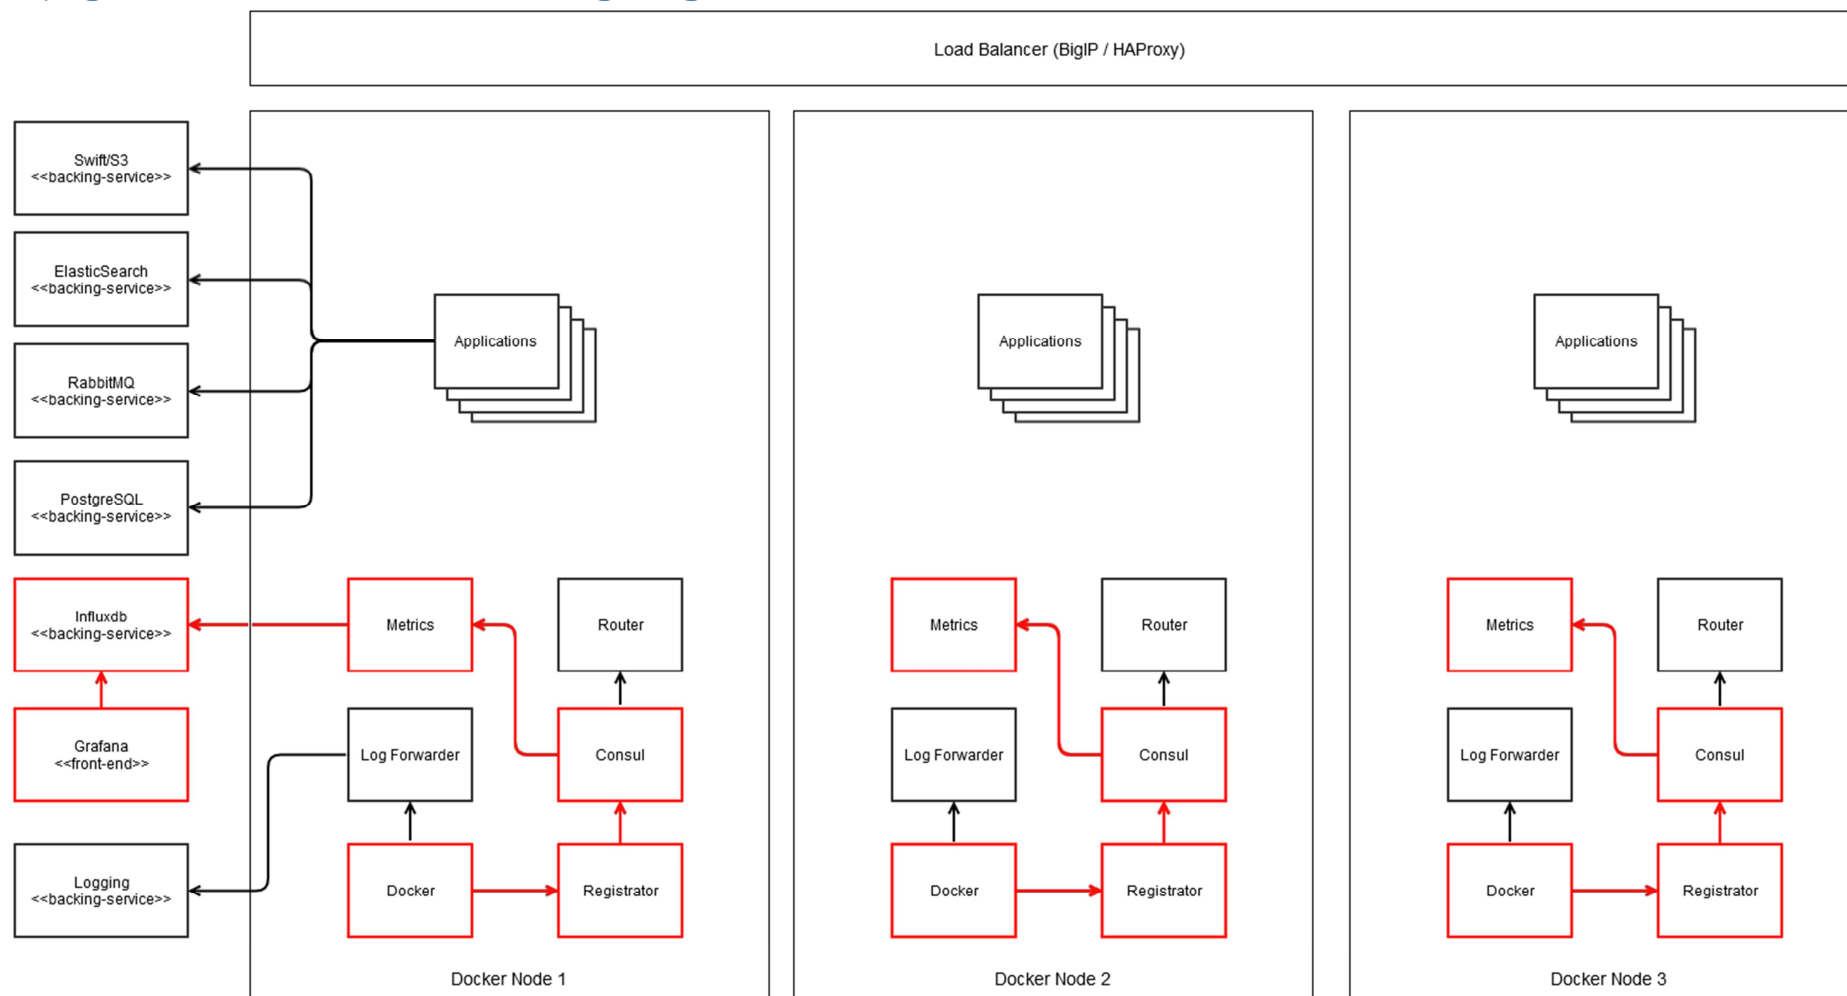 Load Balancer (BigIP / HAProxy)
Swift/S3
<<backing-service>>
ElasticSearch
<<backing-service>>
RabbitMQ
<<backing-service>>
PostgreSQL
<<backing-service>>
Influxdb
<<backing-service>>
Grafana
<<front-end>>
Logging
<<backing-service>>
Applications
Metrics
Router
Log Forwarder
Consul
Docker
Registrator
Docker Node 1
Applications
Metrics
Router
Log Forwarder
Consul
Docker
Registrator
Docker Node 2
Applications
Metrics
Router
Log Forwarder
Consul
Docker
Registrator
Docker Node 3